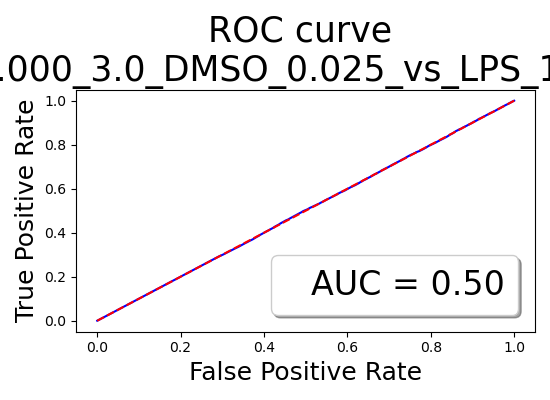 ROC curve
.000_3.0_DMSO_0.025_vs_LPS_1
True Positive Rate
1.0
0.8
0.6
0.4
0.2
0.0
AUC = 0.50
0.0 0.2 0.4 0.6 0.8 1.0
False Positive Rate